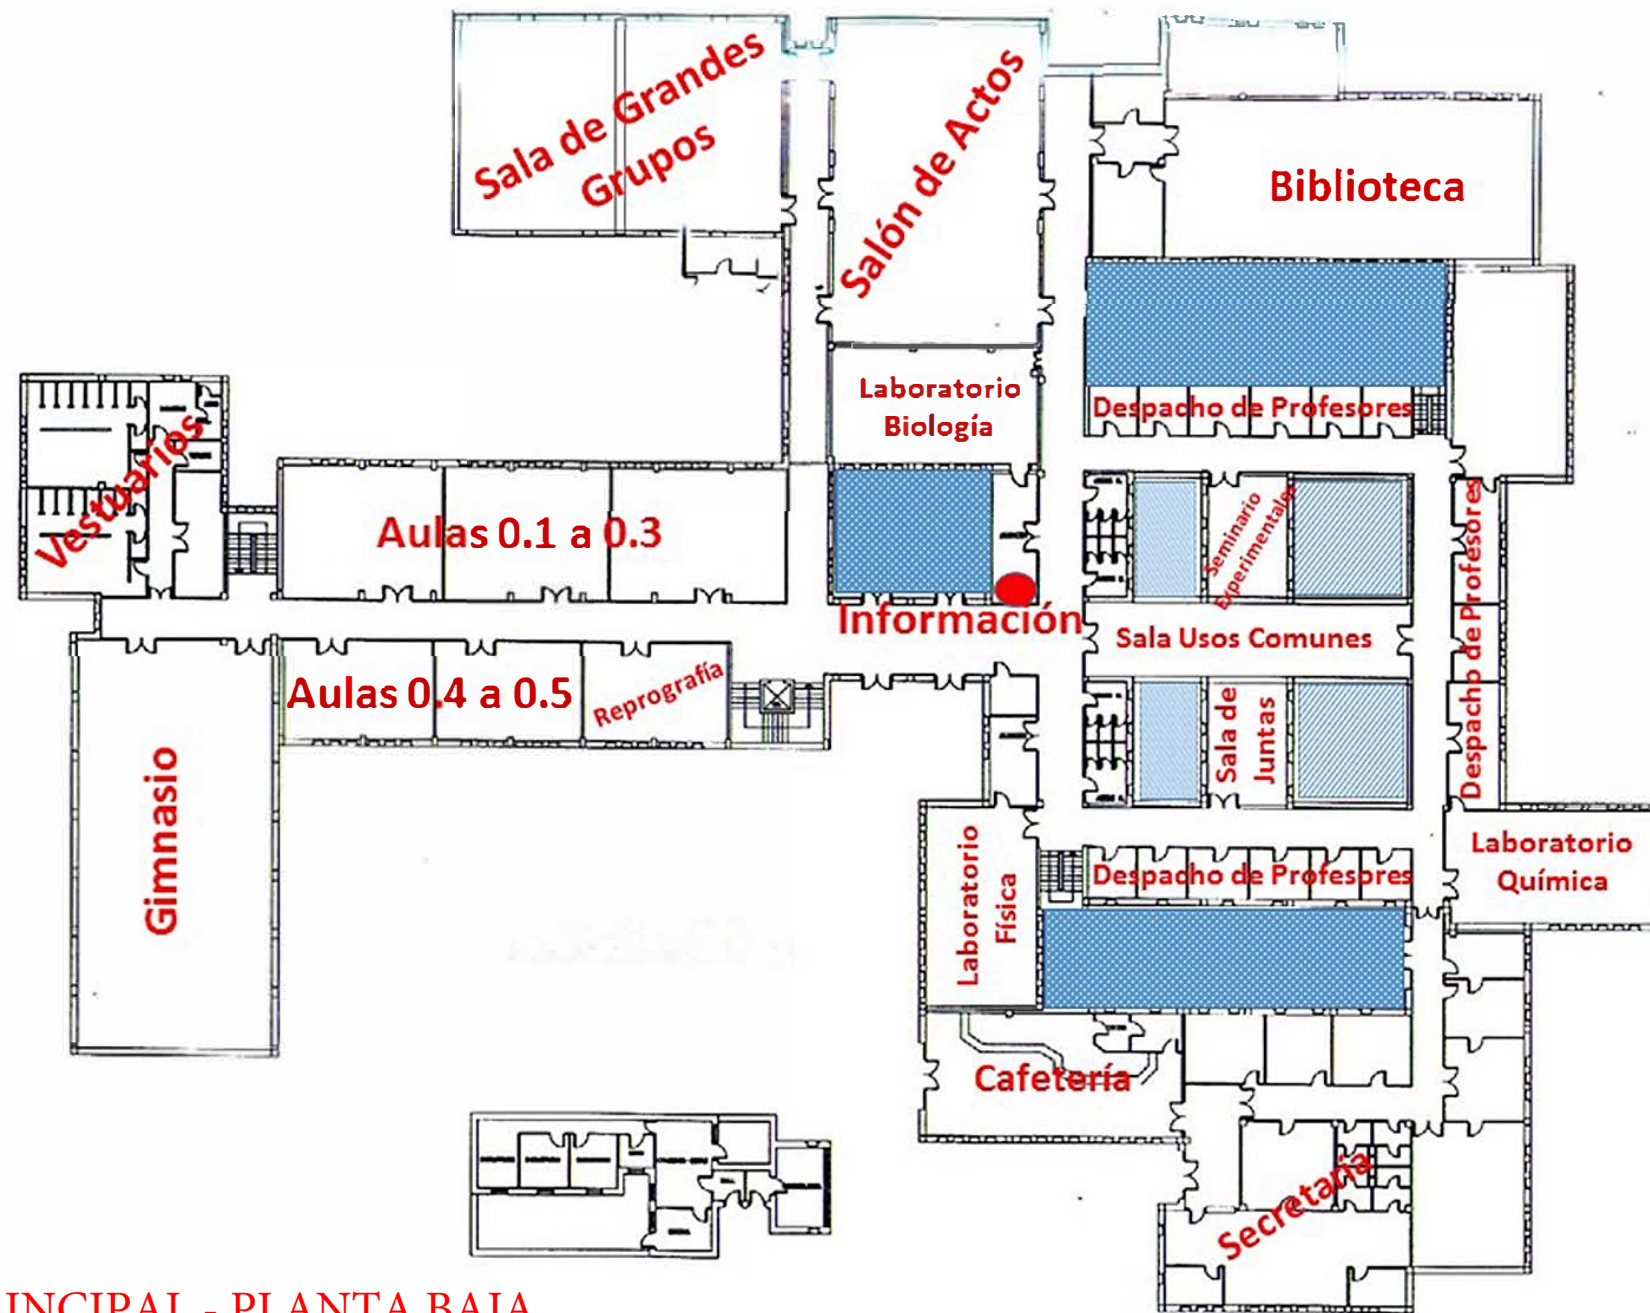 Sala de Grandes
Grupos
Salón de Actos
Biblioteca
Laboratorio
Biología
Despacho de Profesores
Vestuarios
Aulas 0.1 a 0.3
Seminario
Experimentales
Despacho de Profesores
Información
Sala Usos Comunes
Aulas 0.4 a 0.5
Reprografía
Sala de
Juntas
Gimnasio
Laboratorio
Física
Despacho de Profesores
Laboratorio
Química
Cafetería
Secretaría
INCIPAL - PLANTA BAJA